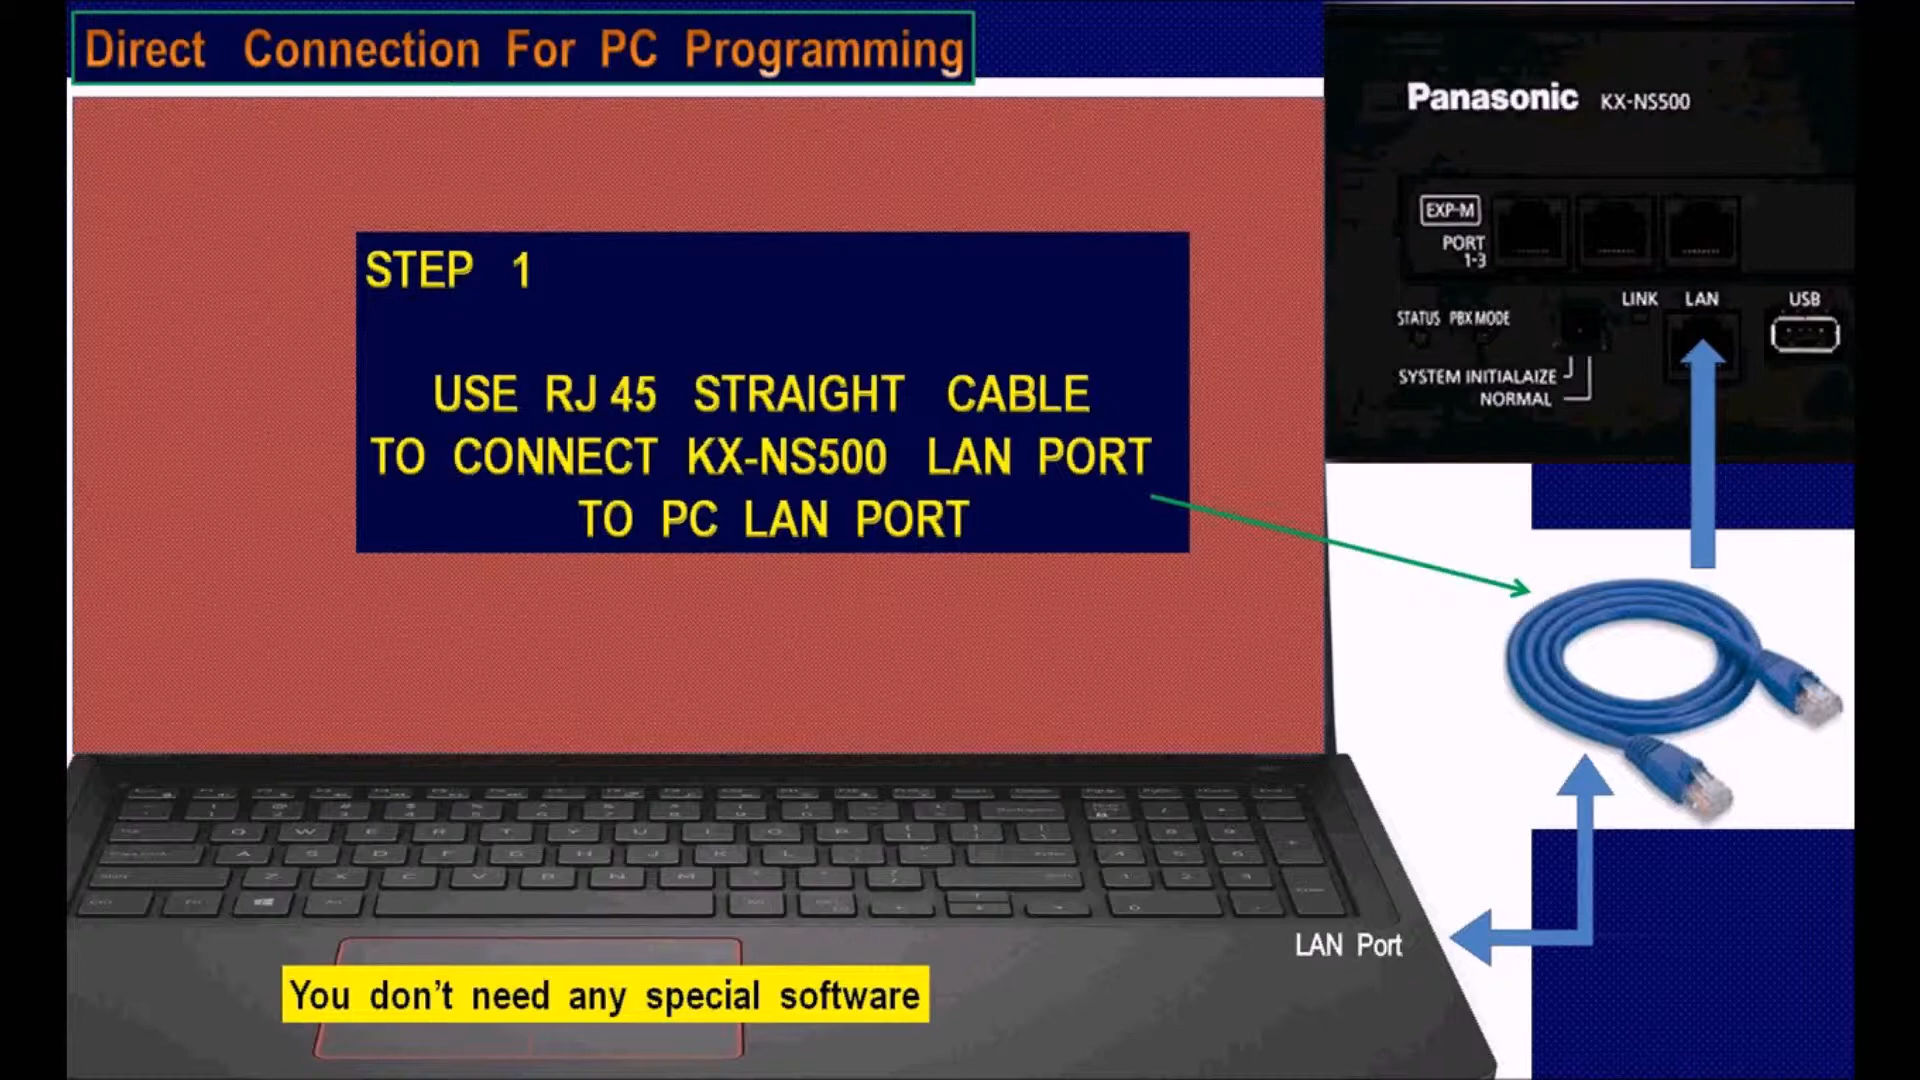 Direct Connection For PC Programming
Panasonic KX-NS500
EXP-M
PORT
1-3
LINK LAN USB
STATUS PBX MODE
SYSTEM INITIALAIZE
NORMAL
STEP 1
USE RJ 45 STRAIGHT CABLE
TO CONNECT KX-NS500 LAN PORT
TO PC LAN PORT
LAN Port
You don't need any special software